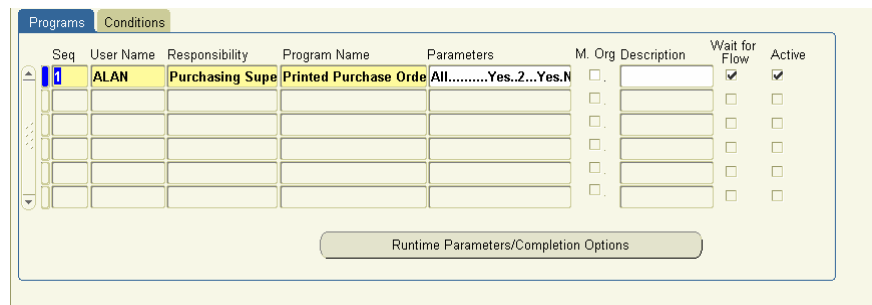 Programs Conditions
Seq User Name Responsibility Program Name Parameters M. Org Description Wait for Flow Active
1 ALAN Purchasing Supe Printed Purchase Orde All..........Yes..2...Yes.N
Runtime Parameters/Completion Options